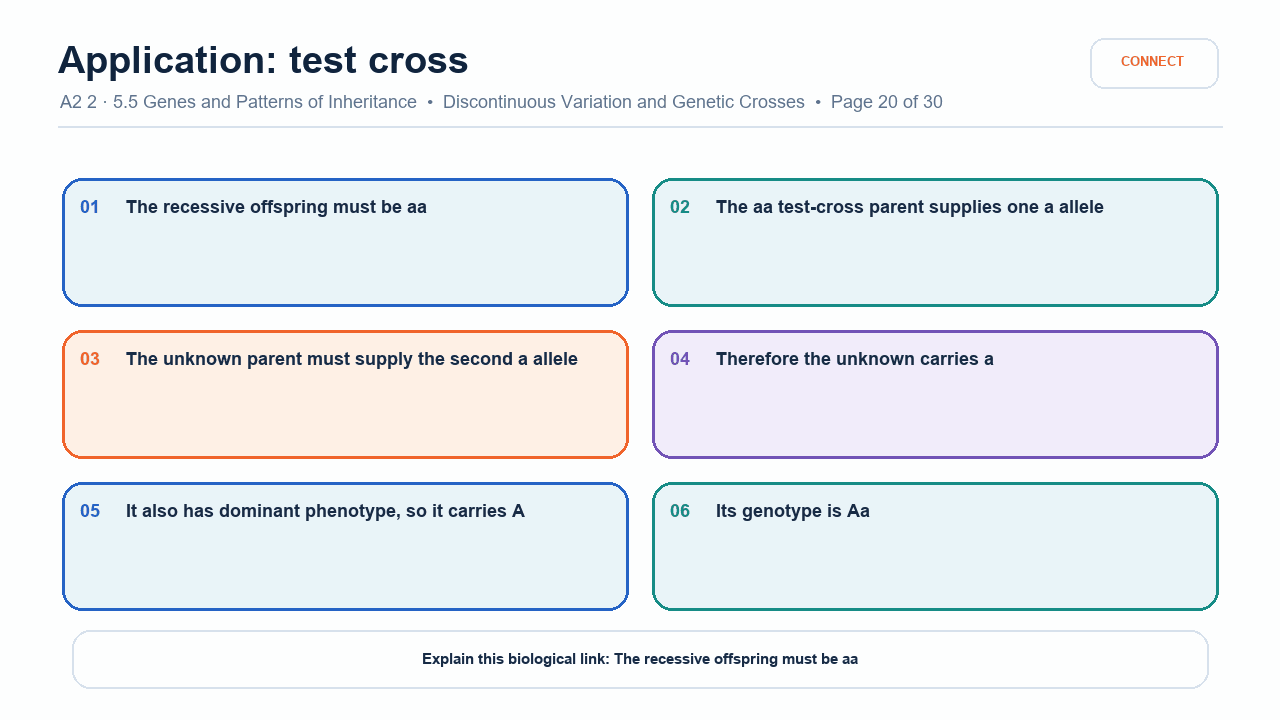 Application: test cross
CONNECT
A2 2 · 5.5 Genes and Patterns of Inheritance • Discontinuous Variation and Genetic Crosses • Page 20 of 30
01 The recessive offspring must be aa
02 The aa test-cross parent supplies one a allele
03 The unknown parent must supply the second a allele
04 Therefore the unknown carries a
05 It also has dominant phenotype, so it carries A
06 Its genotype is Aa
Explain this biological link: The recessive offspring must be aa